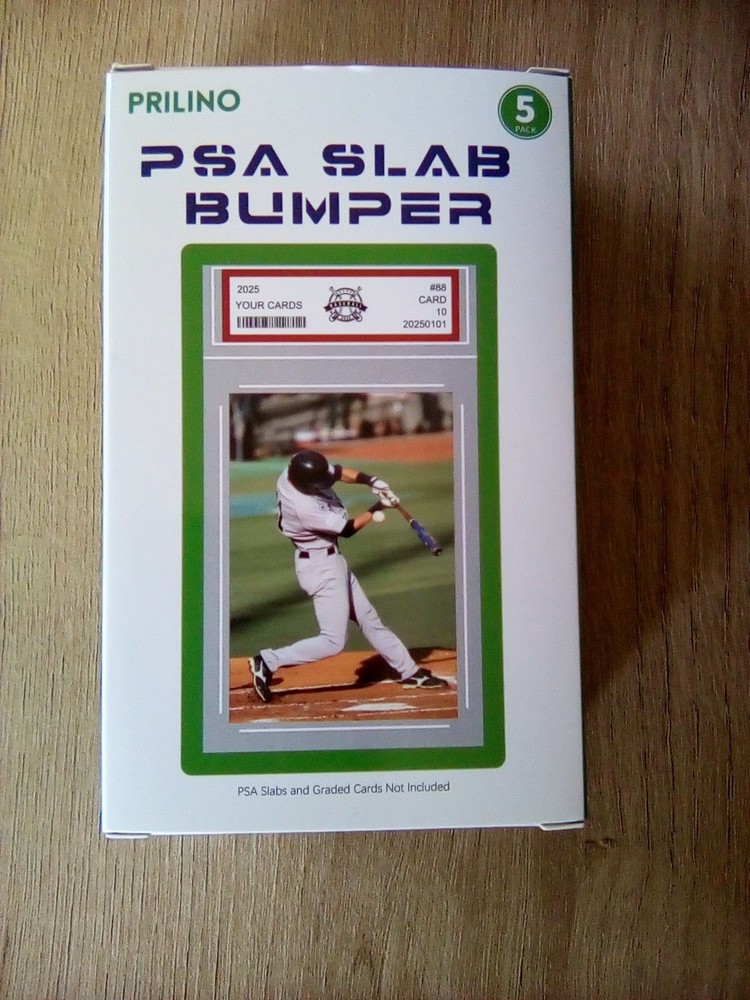 PRILINO
5
PACK
PSA SLAB
BUMPER
2025
YOUR CARDS
BASEBALL
#88
CARD
10
20250101
PSA Slabs and Graded Cards Not Included